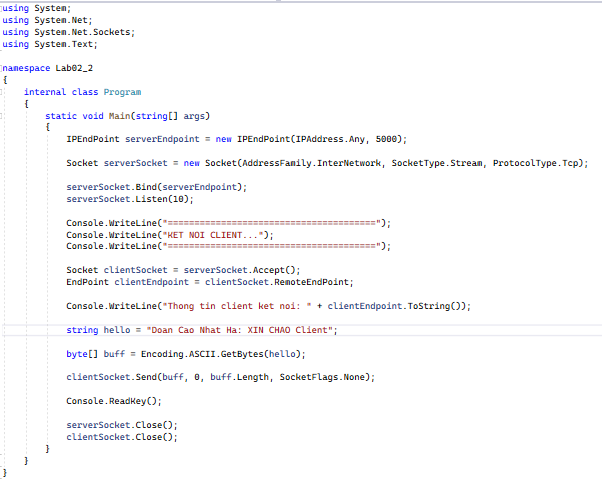 using System;
using System.Net;
using System.Net.Sockets;
using System.Text;
namespace Lab02_2
{
internal class Program
{
static void Main(string[] args)
{
IPEndPoint serverEndpoint = new IPEndPoint(IPAddress.Any, 5000);
Socket serverSocket = new Socket(AddressFamily.InterNetwork, SocketType.Stream, ProtocolType.Tcp);
serverSocket.Bind(serverEndpoint);
serverSocket.Listen(10);
Console.WriteLine("=======================================");
Console.WriteLine("KET NOI CLIENT...");
Console.WriteLine("=======================================");
Socket clientSocket = serverSocket.Accept();
EndPoint clientEndpoint = clientSocket.RemoteEndPoint;
Console.WriteLine("Thong tin client ket noi: " + clientEndpoint.ToString());
string hello = "Doan Cao Nhat Ha: XIN CHAO Client";
byte[] buff = Encoding.ASCII.GetBytes(hello);
clientSocket.Send(buff, 0, buff.Length, SocketFlags.None);
Console.ReadKey();
serverSocket.Close();
clientSocket.Close();
}
}
}